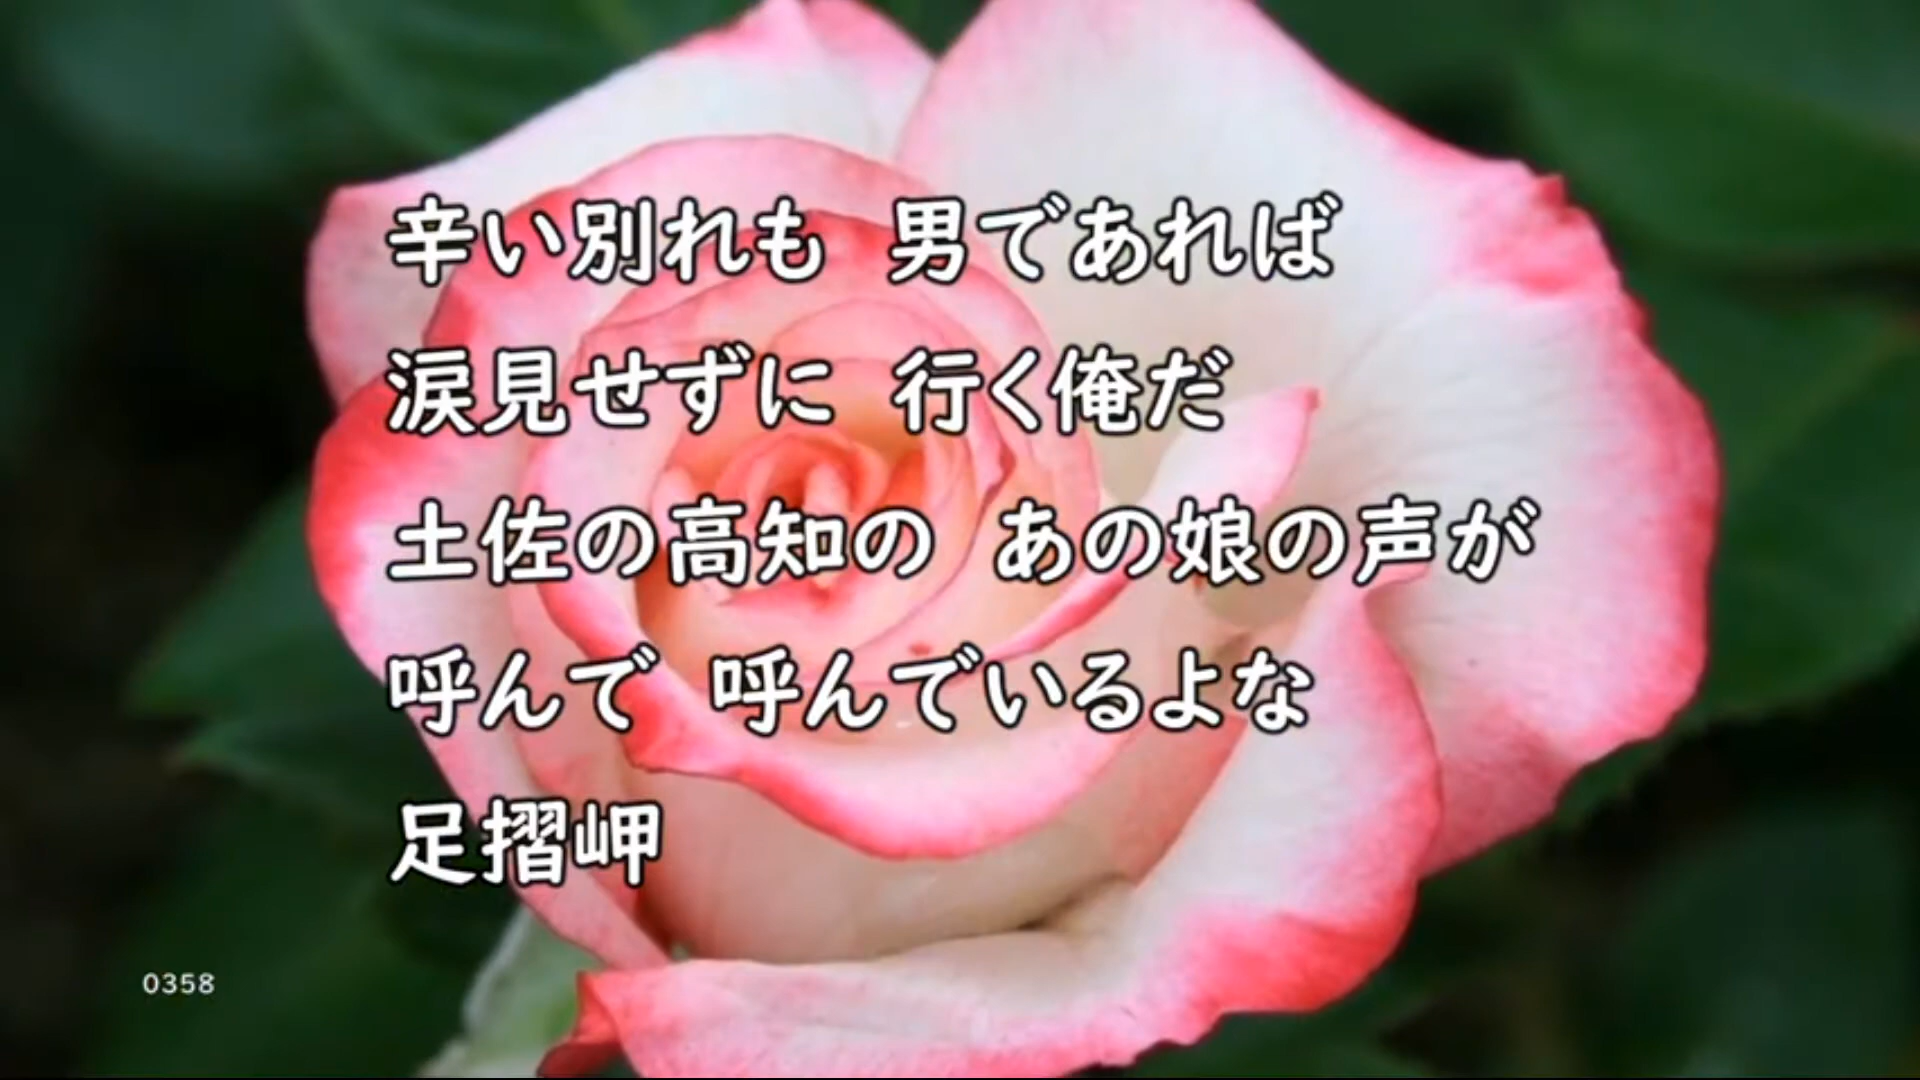 辛い別れも　男であれば
涙見せずに　行く俺だ
土佐の高知の　あの娘の声が
呼んで　呼んでいるよな
足摺岬
0358